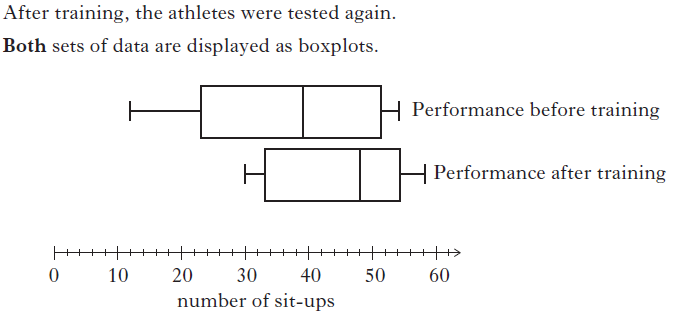 After training, the athletes were tested again.
Both sets of data are displayed as boxplots.
Performance before training
Performance after training
0 10 20 30 40 50 60
number of sit-ups